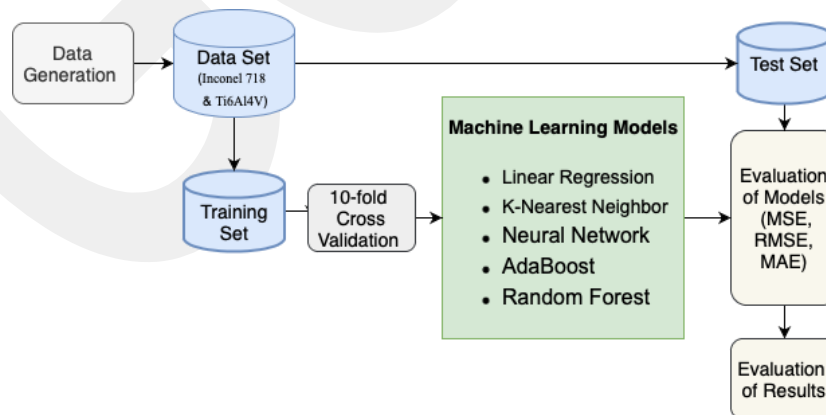 Data
Generation
Data Set
(Inconel 718
& Ti6Al4V)
Test Set
Training
Set
10-fold
Cross
Validation
Machine Learning Models
• Linear Regression
• K-Nearest Neighbor
• Neural Network
• AdaBoost
• Random Forest
Evaluation
of Models
(MSE,
RMSE,
MAE)
Evaluation
of Results